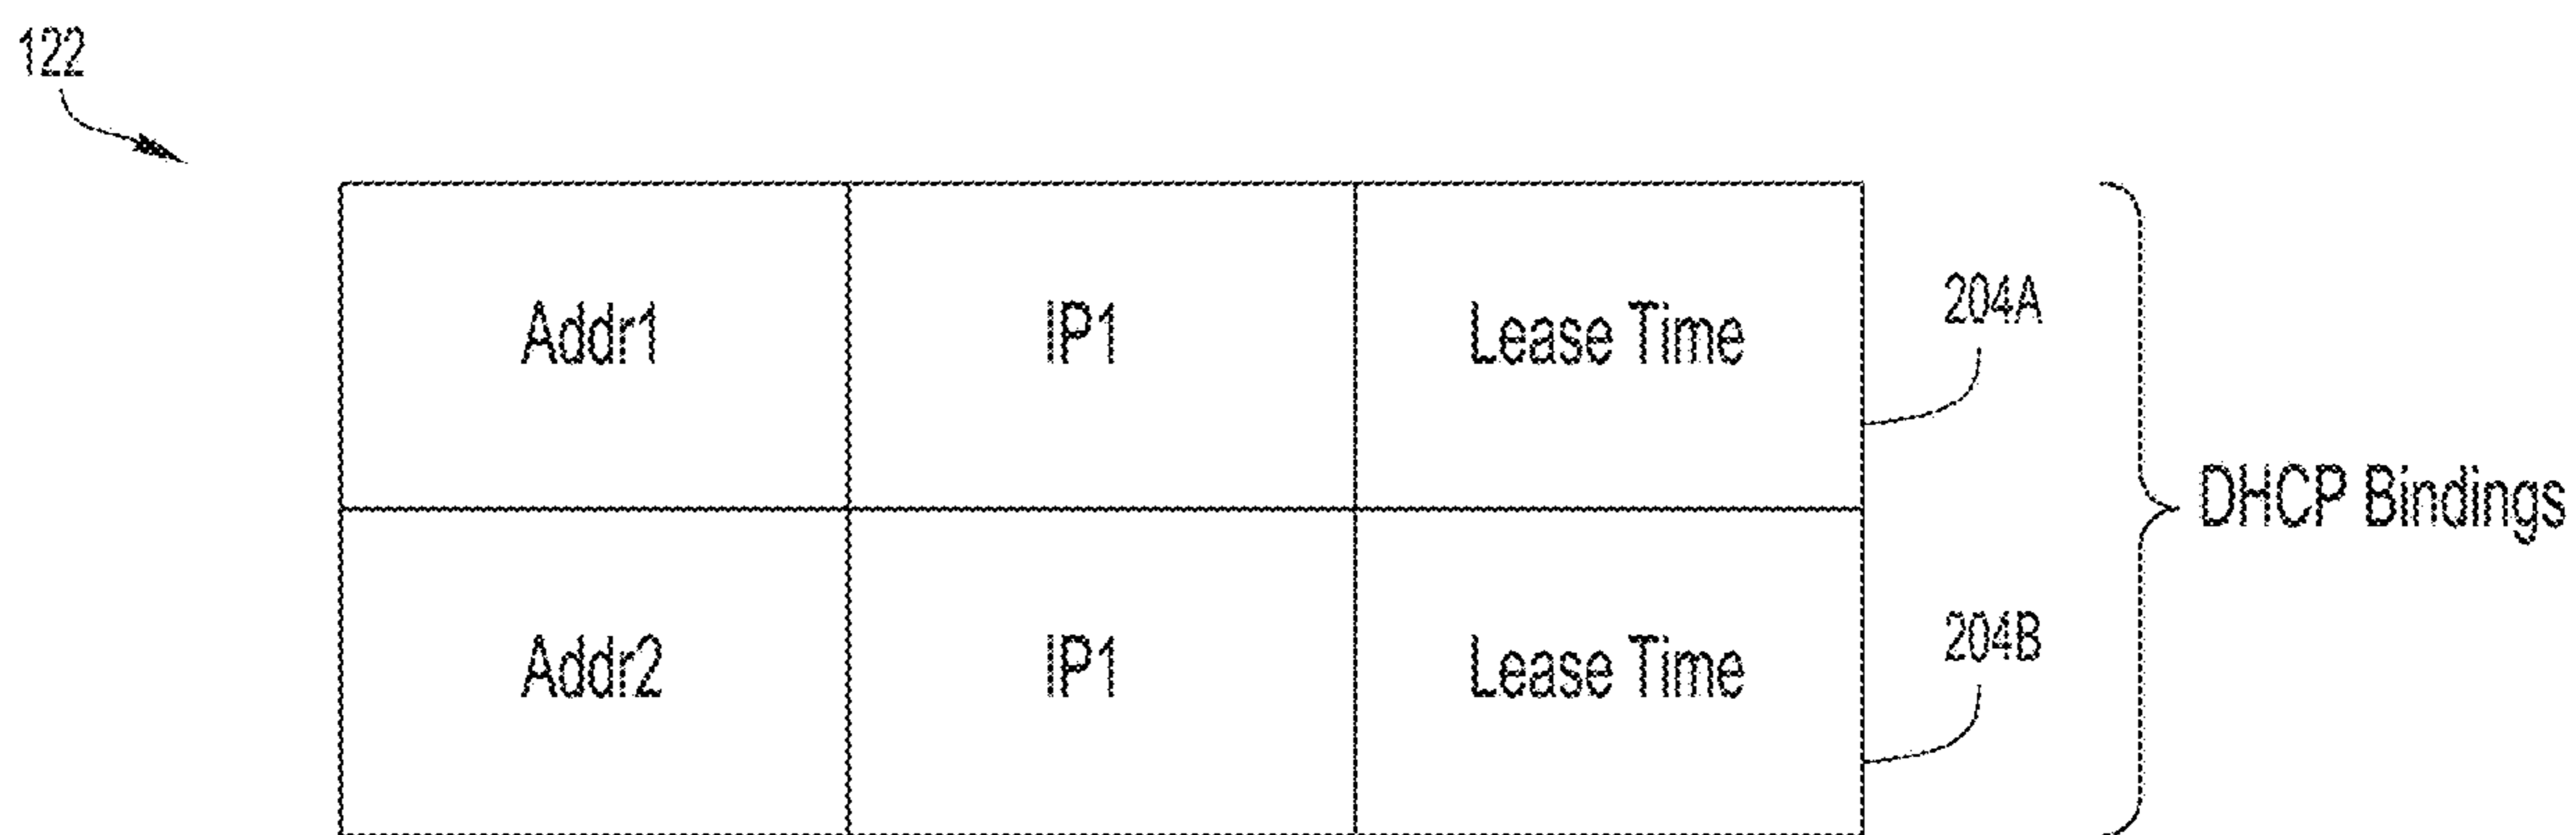 122
Addr1 IP1 Lease Time 204A
DHCP Bindings
Addr2 IP1 Lease Time 204B